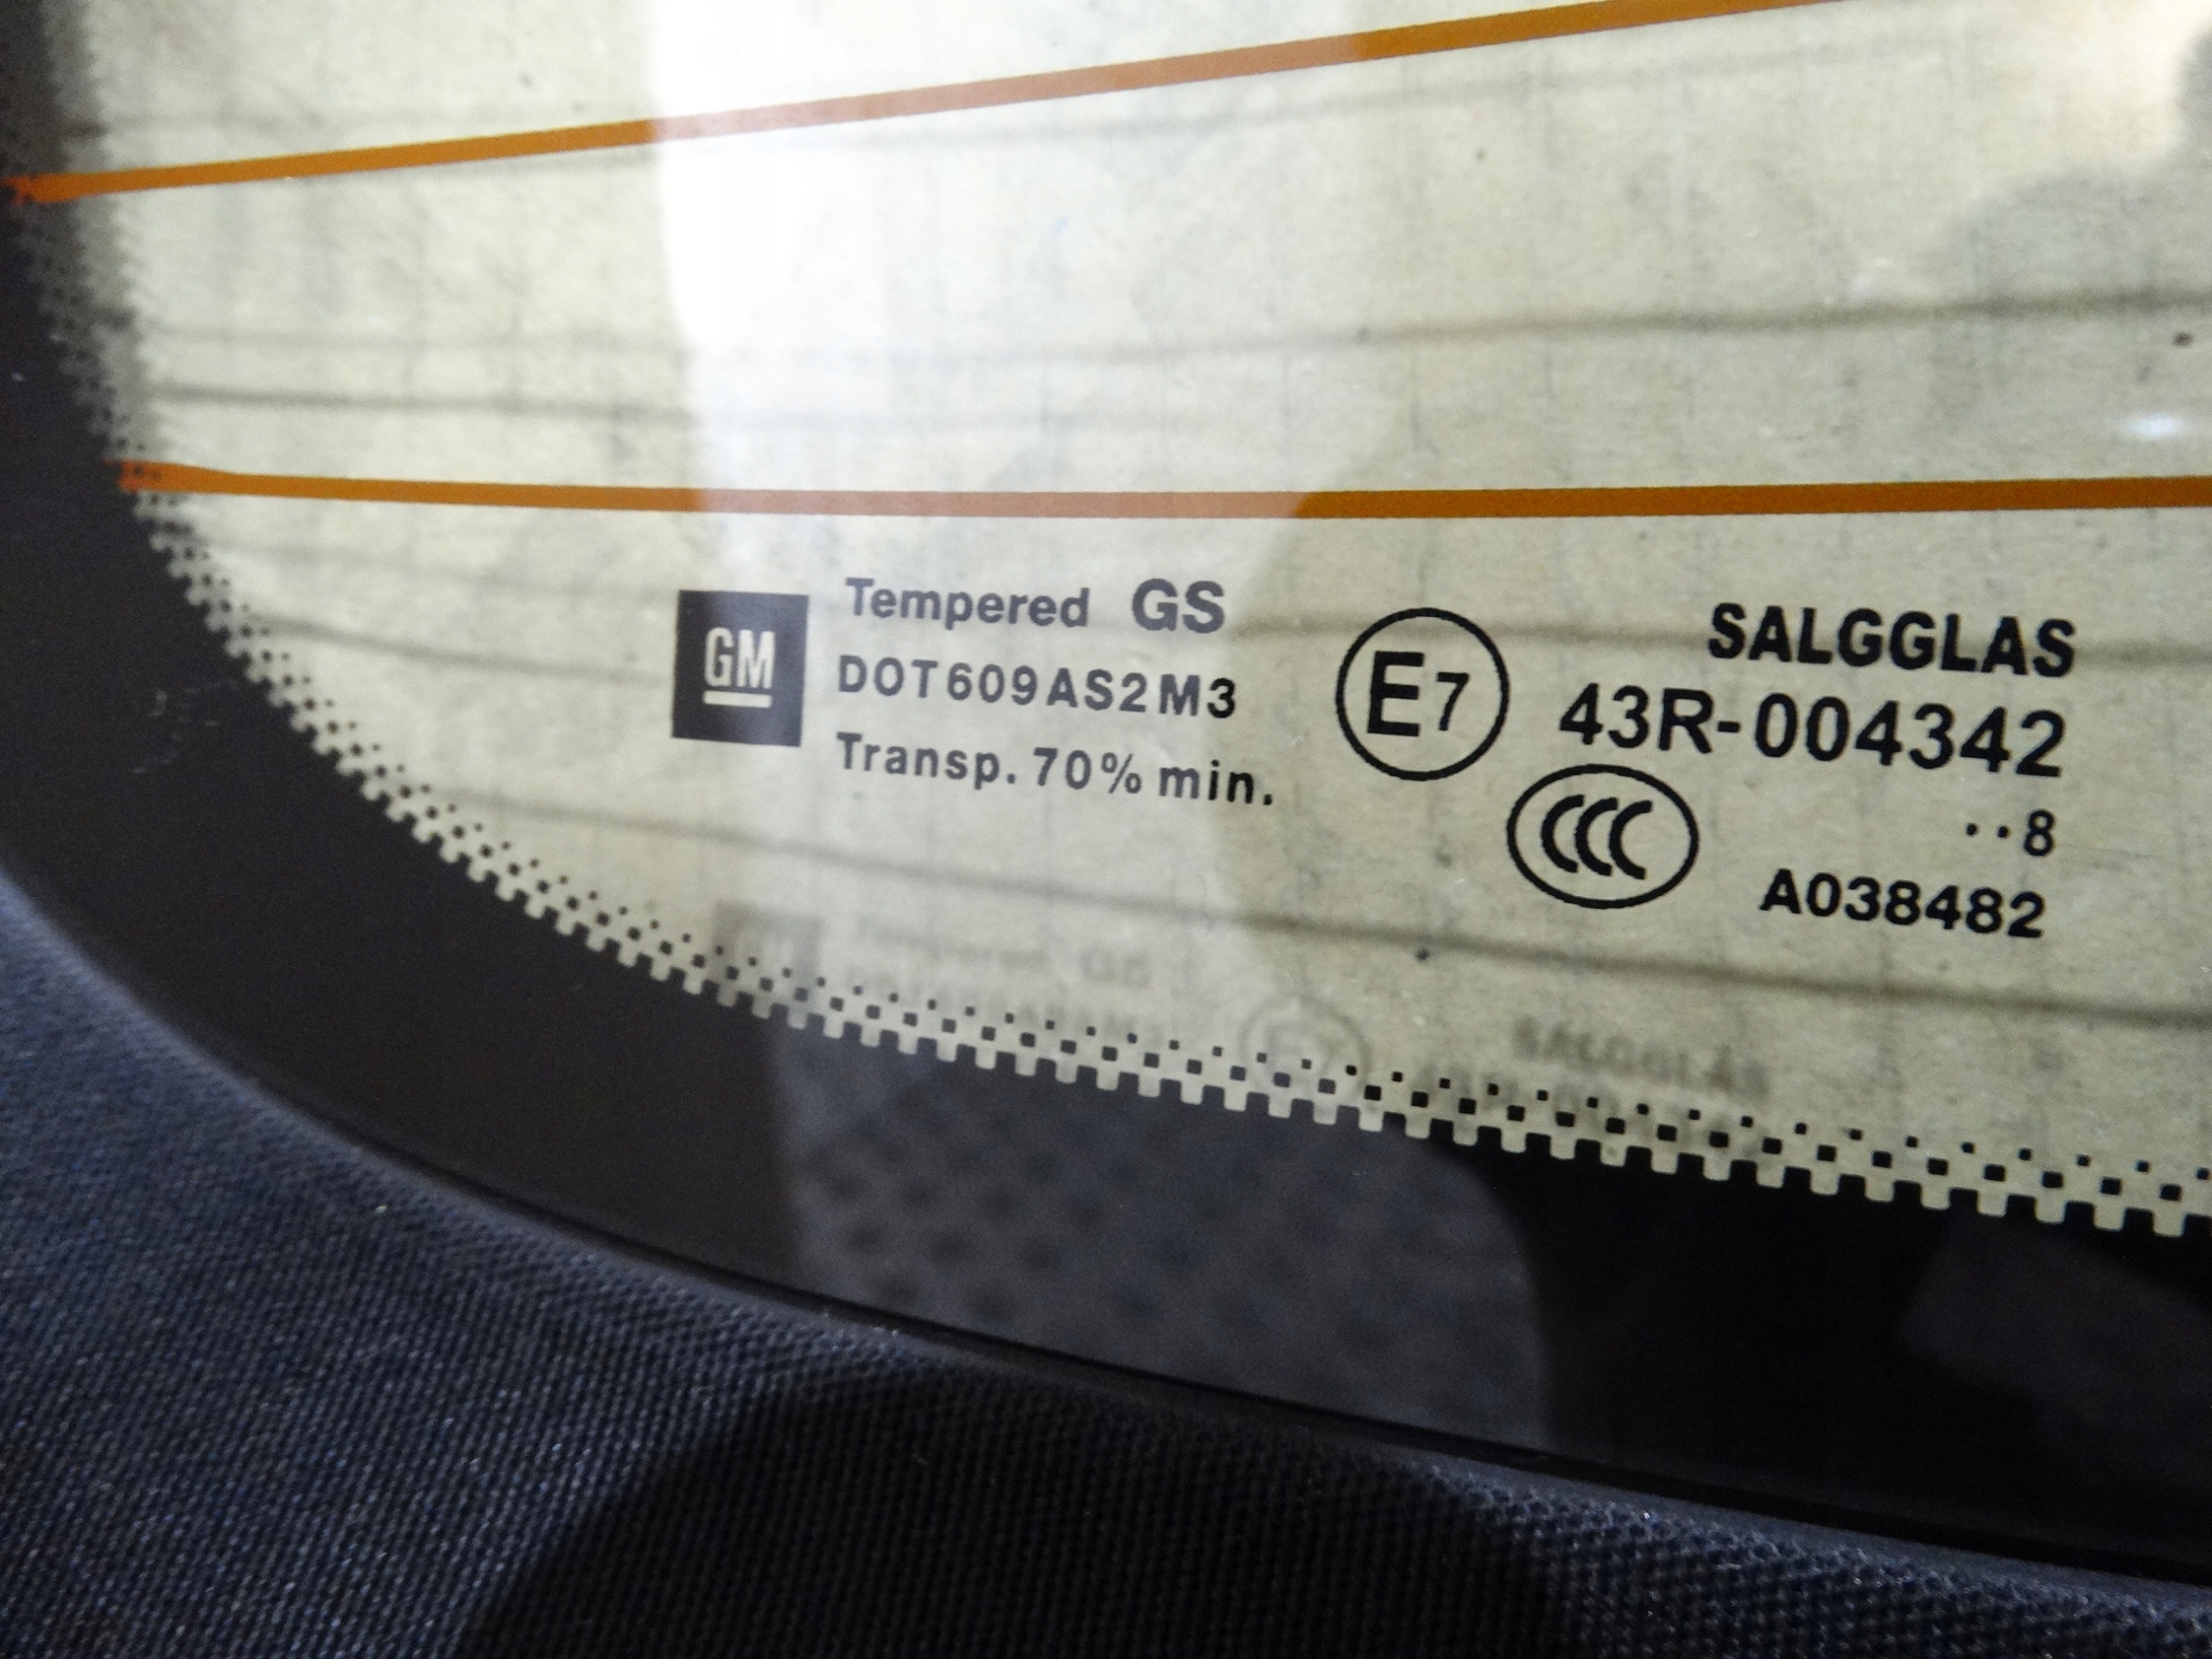 GM
Tempered GS
DOT609AS2M3
Transp. 70% min.
E7
SALGGLAS
43R-004342
CCC
··8
A038482